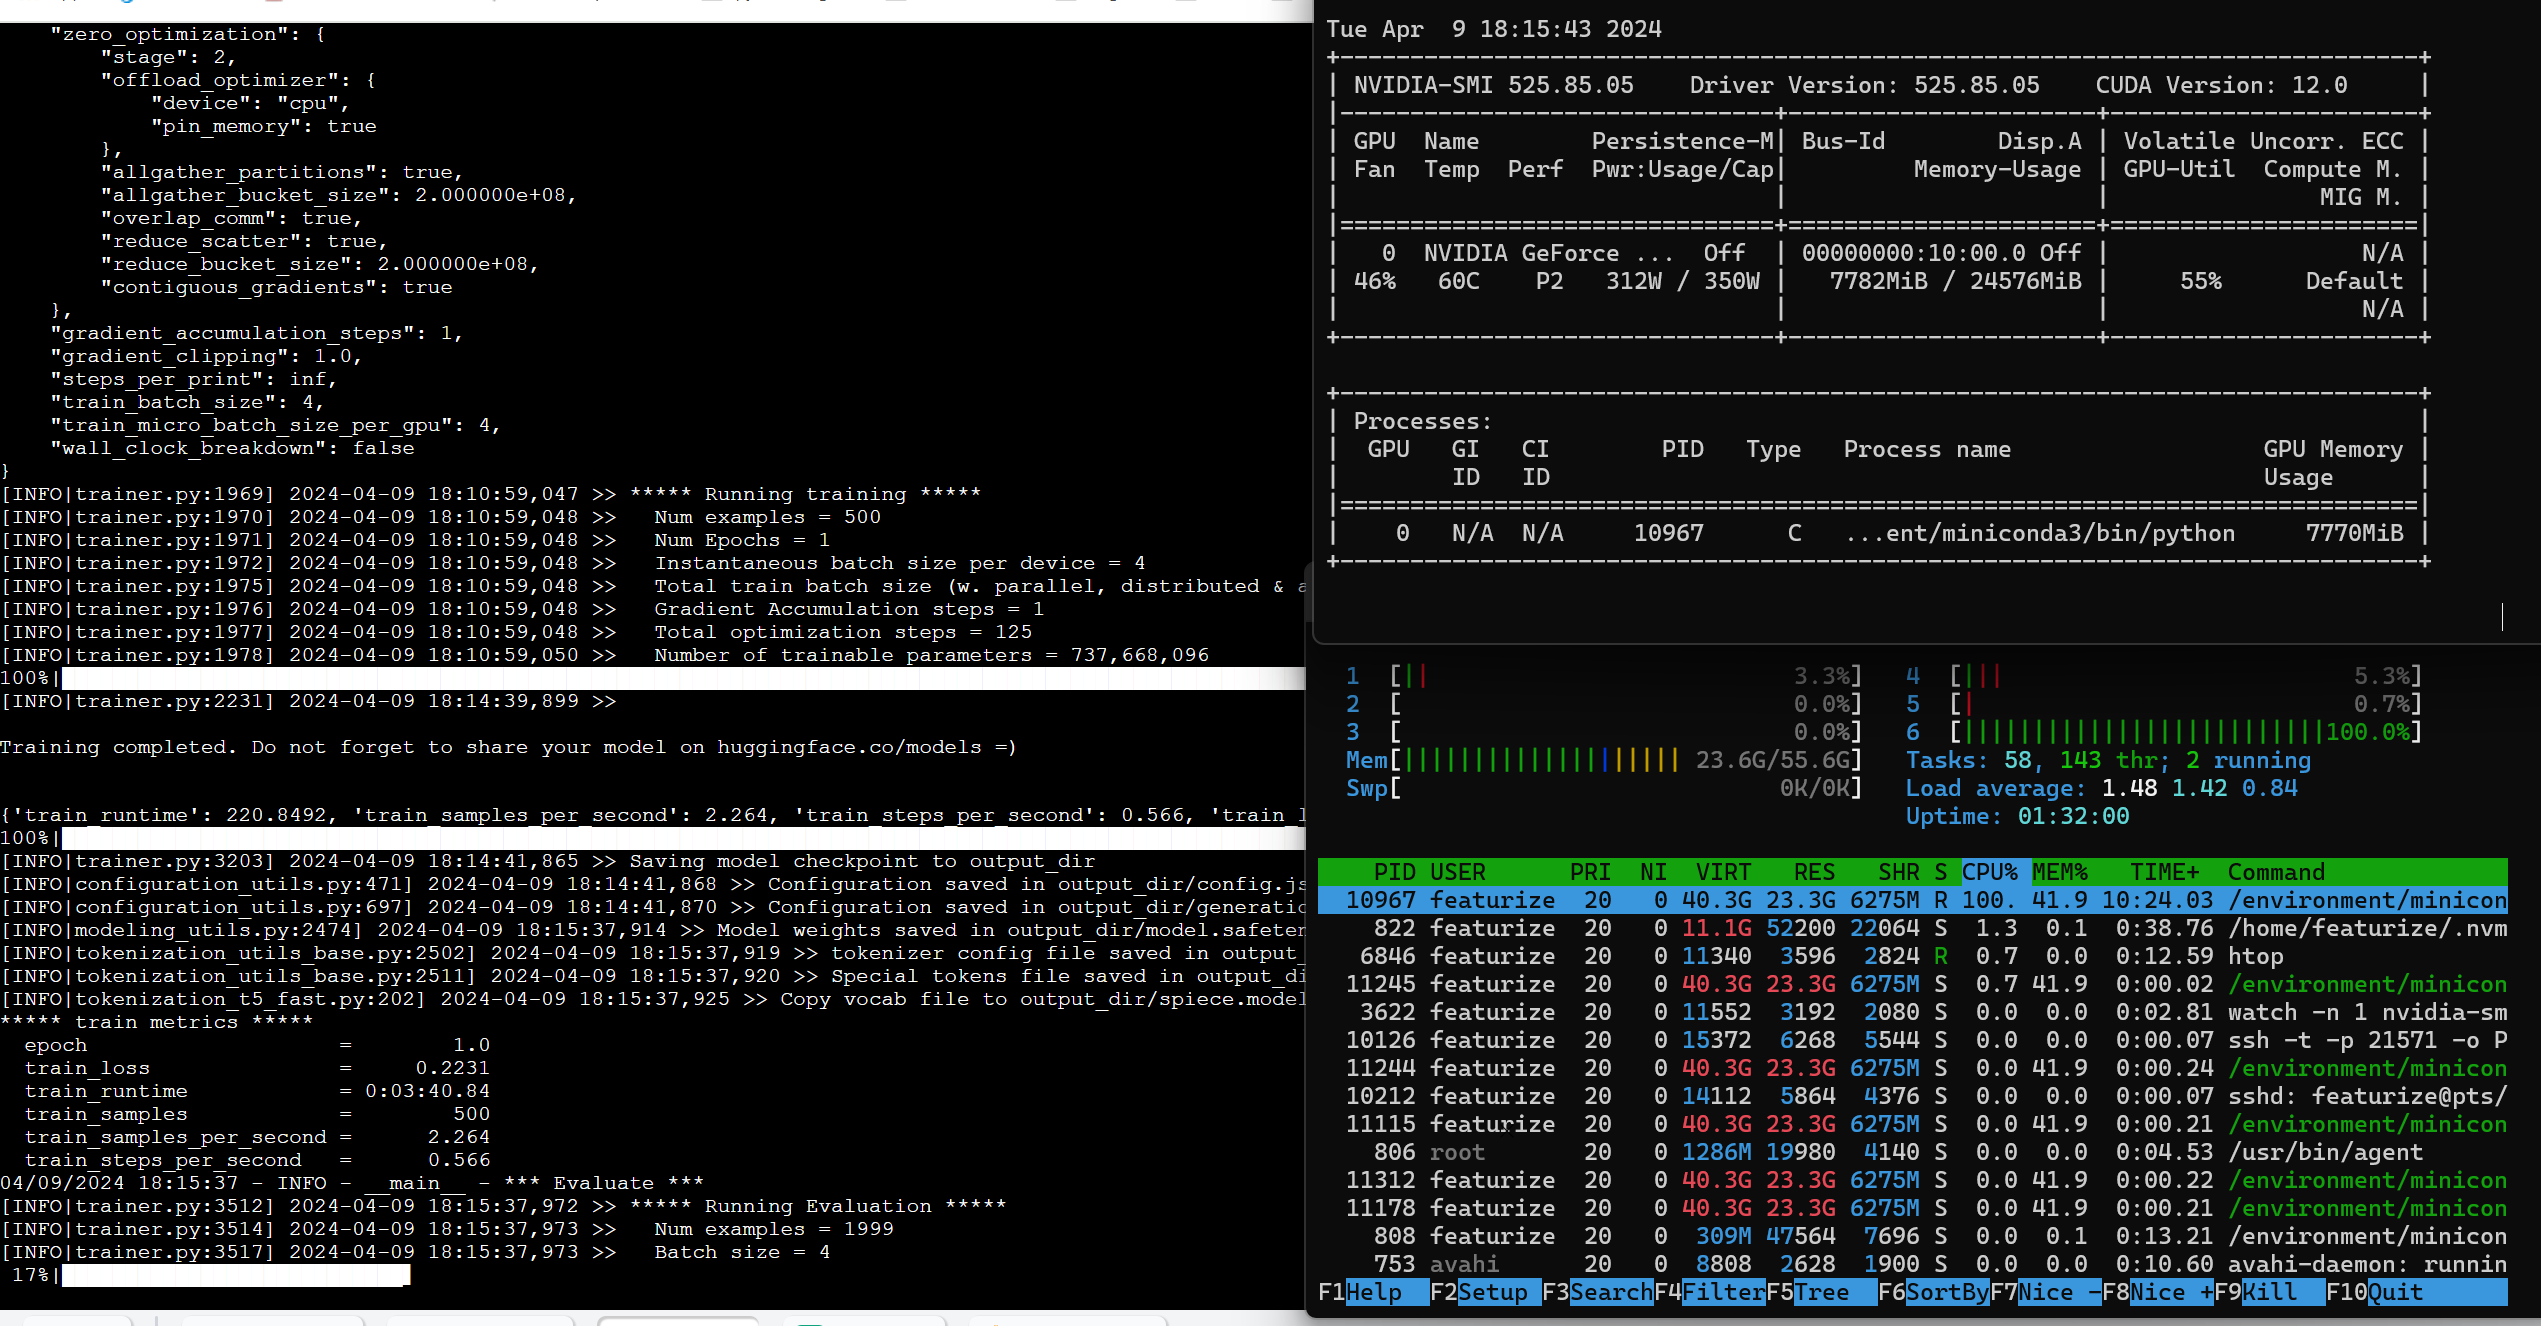 "zero_optimization": {
        "stage": 2,
        "offload_optimizer": {
            "device": "cpu",
            "pin_memory": true
        },
        "allgather_partitions": true,
        "allgather_bucket_size": 2.000000e+08,
        "overlap_comm": true,
        "reduce_scatter": true,
        "reduce_bucket_size": 2.000000e+08,
        "contiguous_gradients": true
    },
    "gradient_accumulation_steps": 1,
    "gradient_clipping": 1.0,
    "steps_per_print": inf,
    "train_batch_size": 4,
    "train_micro_batch_size_per_gpu": 4,
    "wall_clock_breakdown": false
}
[INFO|trainer.py:1969] 2024-04-09 18:10:59,047 >> ***** Running training *****
[INFO|trainer.py:1970] 2024-04-09 18:10:59,048 >>   Num examples = 500
[INFO|trainer.py:1971] 2024-04-09 18:10:59,048 >>   Num Epochs = 1
[INFO|trainer.py:1972] 2024-04-09 18:10:59,048 >>   Instantaneous batch size per device = 4
[INFO|trainer.py:1975] 2024-04-09 18:10:59,048 >>   Total train batch size (w. parallel, distributed & a
[INFO|trainer.py:1976] 2024-04-09 18:10:59,048 >>   Gradient Accumulation steps = 1
[INFO|trainer.py:1977] 2024-04-09 18:10:59,048 >>   Total optimization steps = 125
[INFO|trainer.py:1978] 2024-04-09 18:10:59,050 >>   Number of trainable parameters = 737,668,096
100%|
[INFO|trainer.py:2231] 2024-04-09 18:14:39,899 >>
Training completed. Do not forget to share your model on huggingface.co/models =)
{'train_runtime': 220.8492, 'train_samples_per_second': 2.264, 'train_steps_per_second': 0.566, 'train_l
100%|
[INFO|trainer.py:3203] 2024-04-09 18:14:41,865 >> Saving model checkpoint to output_dir
[INFO|configuration_utils.py:471] 2024-04-09 18:14:41,868 >> Configuration saved in output_dir/config.js
[INFO|configuration_utils.py:697] 2024-04-09 18:14:41,870 >> Configuration saved in output_dir/generatio
[INFO|modeling_utils.py:2474] 2024-04-09 18:15:37,914 >> Model weights saved in output_dir/model.safeten
[INFO|tokenization_utils_base.py:2502] 2024-04-09 18:15:37,919 >> tokenizer config file saved in output_
[INFO|tokenization_utils_base.py:2511] 2024-04-09 18:15:37,920 >> Special tokens file saved in output_di
[INFO|tokenization_t5_fast.py:202] 2024-04-09 18:15:37,925 >> Copy vocab file to output_dir/spiece.model
***** train metrics *****
  epoch                    =        1.0
  train_loss               =     0.2231
  train_runtime            = 0:03:40.84
  train_samples            =        500
  train_samples_per_second =      2.264
  train_steps_per_second   =      0.566
04/09/2024 18:15:37 - INFO - __main__ - *** Evaluate ***
[INFO|trainer.py:3512] 2024-04-09 18:15:37,972 >> ***** Running Evaluation *****
[INFO|trainer.py:3514] 2024-04-09 18:15:37,973 >>   Num examples = 1999
[INFO|trainer.py:3517] 2024-04-09 18:15:37,973 >>   Batch size = 4
 17%|
Tue Apr  9 18:15:43 2024
NVIDIA-SMI 525.85.05    Driver Version: 525.85.05    CUDA Version: 12.0
GPU  Name        Persistence-M| Bus-Id        Disp.A | Volatile Uncorr. ECC
Fan  Temp  Perf  Pwr:Usage/Cap|         Memory-Usage | GPU-Util  Compute M.
MIG M.
0  NVIDIA GeForce ...  Off  | 00000000:10:00.0 Off |                  N/A
46%   60C    P2   312W / 350W |   7782MiB / 24576MiB |     55%      Default
N/A
Processes:
GPU   GI   CI        PID   Type   Process name                  GPU Memory
ID   ID                                                   Usage
0   N/A  N/A     10967      C   ...ent/miniconda3/bin/python     7770MiB
1  [||                          3.3%]   4  [|||                         5.3%]
2  [                            0.0%]   5  [|                           0.7%]
3  [                            0.0%]   6  [||||||||||||||||||||||||||100.0%]
Mem[||||||||||||||||||||23.6G/55.6G]   Tasks: 58, 143 thr; 2 running
Swp[                           0K/0K]   Load average: 1.48 1.42 0.84
Uptime: 01:32:00
PID USER      PRI  NI  VIRT   RES   SHR S CPU% MEM%   TIME+  Command
10967 featurize  20   0 40.3G 23.3G 6275M R 100. 41.9 10:24.03 /environment/minicon
822 featurize  20   0 11.1G 52200 22064 S  1.3  0.1  0:38.76 /home/featurize/.nvm
6846 featurize  20   0 11340  3596  2824 R  0.7  0.0  0:12.59 htop
11245 featurize  20   0 40.3G 23.3G 6275M S  0.7 41.9  0:00.02 /environment/minicon
3622 featurize  20   0 11552  3192  2080 S  0.0  0.0  0:02.81 watch -n 1 nvidia-sm
10126 featurize  20   0 15372  6268  5544 S  0.0  0.0  0:00.07 ssh -t -p 21571 -o P
11244 featurize  20   0 40.3G 23.3G 6275M S  0.0 41.9  0:00.24 /environment/minicon
10212 featurize  20   0 14112  5864  4376 S  0.0  0.0  0:00.07 sshd: featurize@pts/
11115 featurize  20   0 40.3G 23.3G 6275M S  0.0 41.9  0:00.21 /environment/minicon
806 root       20   0 1286M 19980  4140 S  0.0  0.0  0:04.53 /usr/bin/agent
11312 featurize  20   0 40.3G 23.3G 6275M S  0.0 41.9  0:00.22 /environment/minicon
11178 featurize  20   0 40.3G 23.3G 6275M S  0.0 41.9  0:00.21 /environment/minicon
808 featurize  20   0  309M 47564  7696 S  0.0  0.1  0:13.21 /environment/minicon
753 avahi      20   0  8808  2628  1900 S  0.0  0.0  0:10.60 avahi-daemon: runnin
F1Help  F2Setup F3SearchF4FilterF5Tree  F6SortByF7Nice -F8Nice +F9Kill  F10Quit